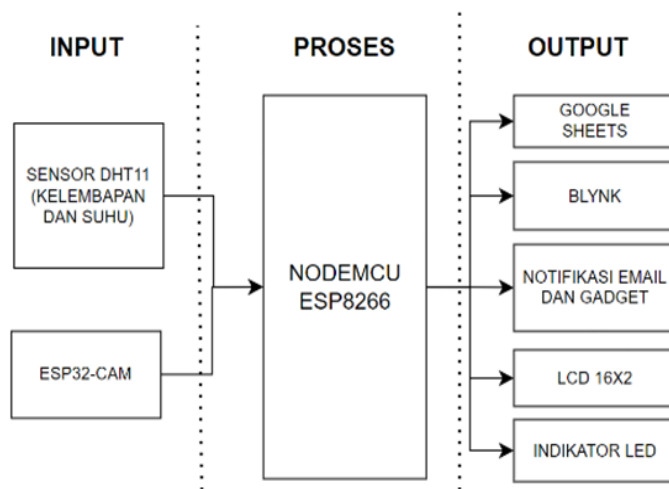 INPUT
PROSES
OUTPUT
SENSOR DHT11
(KELEMBAPAN
DAN SUHU)
ESP32-CAM
NODEMCU
ESP8266
GOOGLE
SHEETS
BLYNK
NOTIFIKASI EMAIL
DAN GADGET
LCD 16X2
INDIKATOR LED